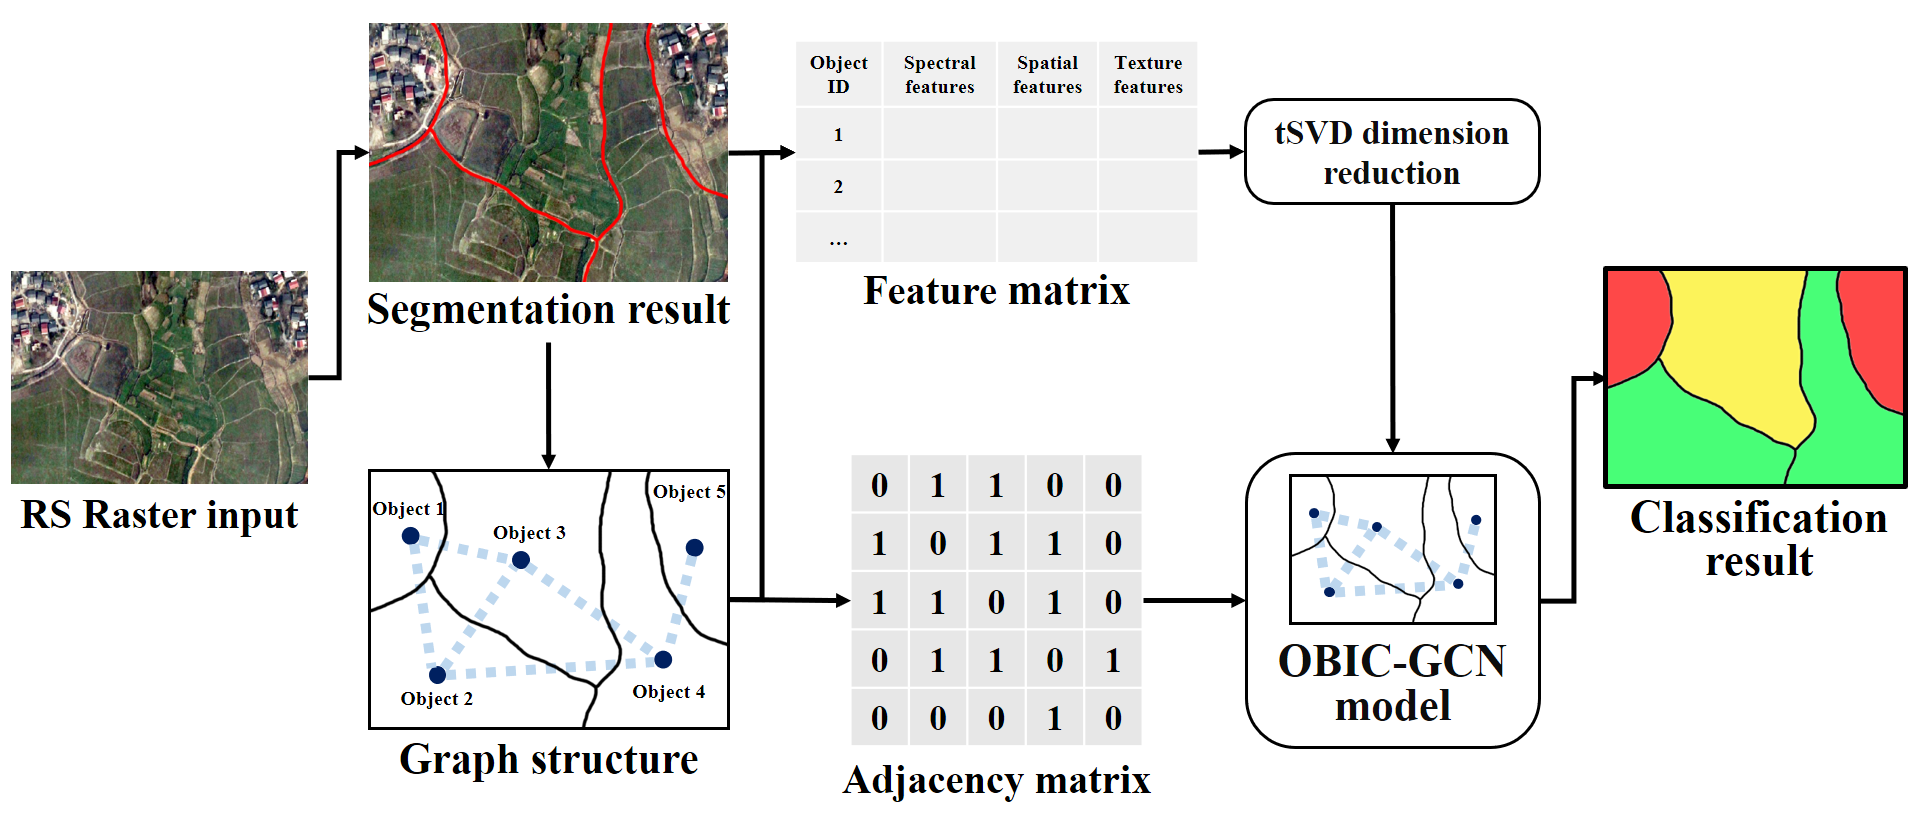 RS Raster input
Segmentation result
Object 1
Object 2
Object 3
Object 4
Object 5
Graph structure
Object ID
Spectral features
Spatial features
Texture features
1
2
...
Feature matrix
0 1 1 0 0
1 0 1 1 0
1 1 0 1 0
0 1 1 0 1
0 0 0 1 0
Adjacency matrix
tSVD dimension
reduction
OBIC-GCN
model
Classification
result